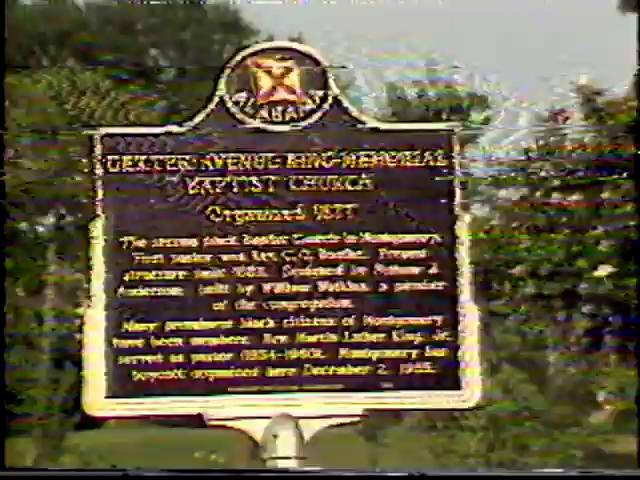 ALABAMA
DEXTER AVENUE KING MEMORIAL
BAPTIST CHURCH
Organized 1877
The second black Baptist Church in Montgomery.
First pastor was Rev. C. O. Boothe. Present
structure built 1885. Designed by Pelham J.
Anderson; built by William Watkins, a member
of the congregation.
Many prominent black citizens of Montgomery
have been members. Rev. Martin Luther King, Jr.
served as pastor (1954-1960). Montgomery bus
boycott organized here December 2, 1955.